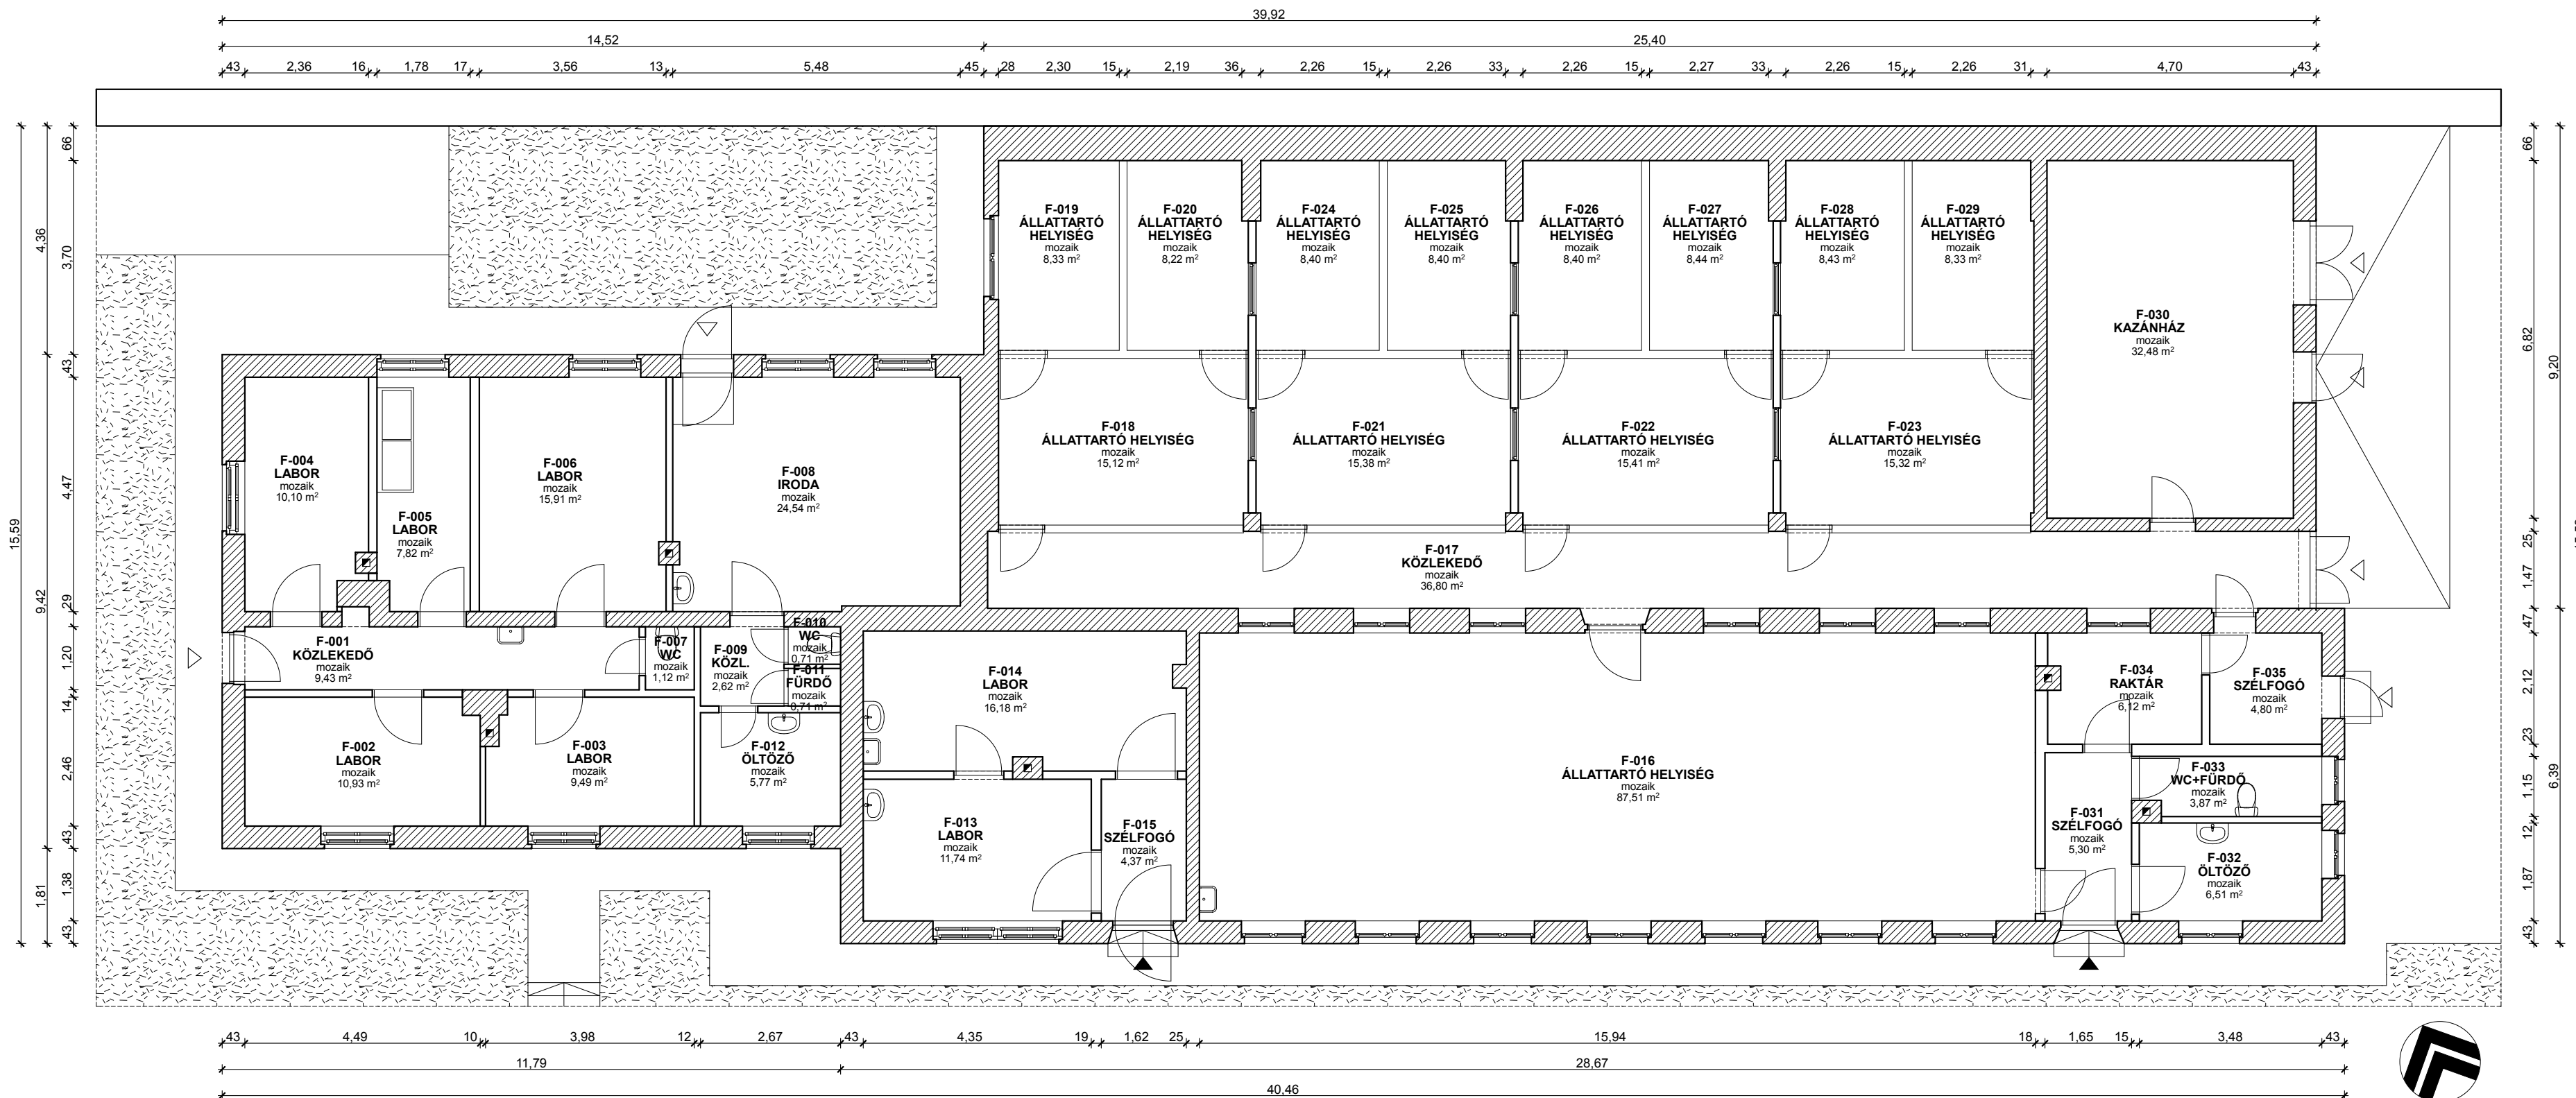 39,92
14,52 25,40
43 2,36 16 1,78 17 3,56 13 5,48 45 28 2,30 15 2,19 36 2,26 15 2,26 33 2,26 15 2,27 33 2,26 15 2,26 31 4,70 43
15,59
4,36 9,42 1,81
66 3,70 43 4,47 29 1,20 14 2,46 43 1,38 43
66 6,82 25 1,47 47 2,12 23 1,15 12 1,87 43
9,20 6,39
F-019
ÁLLATTARTÓ
HELYISÉG
mozaik
8,33 m²
F-020
ÁLLATTARTÓ
HELYISÉG
mozaik
8,22 m²
F-024
ÁLLATTARTÓ
HELYISÉG
mozaik
8,40 m²
F-025
ÁLLATTARTÓ
HELYISÉG
mozaik
8,40 m²
F-026
ÁLLATTARTÓ
HELYISÉG
mozaik
8,40 m²
F-027
ÁLLATTARTÓ
HELYISÉG
mozaik
8,44 m²
F-028
ÁLLATTARTÓ
HELYISÉG
mozaik
8,43 m²
F-029
ÁLLATTARTÓ
HELYISÉG
mozaik
8,33 m²
F-030
KAZÁNHÁZ
mozaik
32,48 m²
F-018
ÁLLATTARTÓ HELYISÉG
mozaik
15,12 m²
F-021
ÁLLATTARTÓ HELYISÉG
mozaik
15,38 m²
F-022
ÁLLATTARTÓ HELYISÉG
mozaik
15,41 m²
F-023
ÁLLATTARTÓ HELYISÉG
mozaik
15,32 m²
F-004
LABOR
mozaik
10,10 m²
F-005
LABOR
mozaik
7,82 m²
F-006
LABOR
mozaik
15,91 m²
F-008
IRODA
mozaik
24,54 m²
F-017
KÖZLEKEDŐ
mozaik
36,80 m²
F-001
KÖZLEKEDŐ
mozaik
9,43 m²
F-007
WC
mozaik
1,12 m²
F-009
KÖZL.
mozaik
2,62 m²
F-010
WC
mozaik
0,71 m²
F-011
FÜRDŐ
mozaik
0,71 m²
F-014
LABOR
mozaik
16,18 m²
F-034
RAKTÁR
mozaik
6,12 m²
F-035
SZÉLFOGÓ
mozaik
4,80 m²
F-002
LABOR
mozaik
10,93 m²
F-003
LABOR
mozaik
9,49 m²
F-012
ÖLTÖZŐ
mozaik
5,77 m²
F-016
ÁLLATTARTÓ HELYISÉG
mozaik
87,51 m²
F-033
WC+FÜRDŐ
mozaik
3,87 m²
F-013
LABOR
mozaik
11,74 m²
F-015
SZÉLFOGÓ
mozaik
4,37 m²
F-031
SZÉLFOGÓ
mozaik
5,30 m²
F-032
ÖLTÖZŐ
mozaik
6,51 m²
43 4,49 10 3,98 12 2,67 43 4,35 19 1,62 25 15,94 18 1,65 15 3,48 43
11,79 28,67
40,46